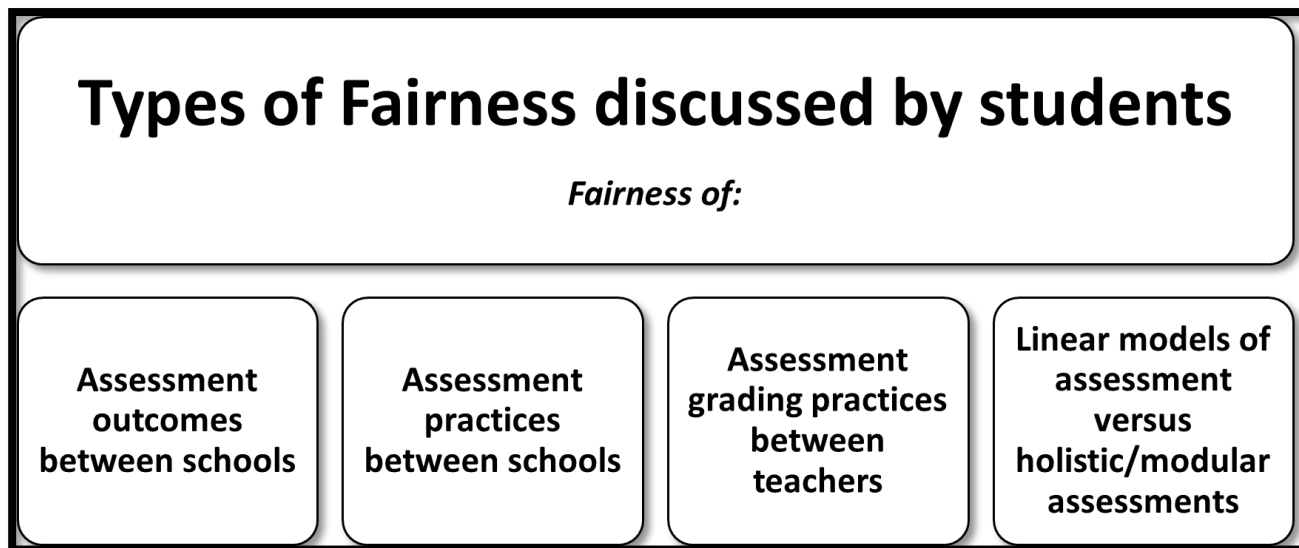 Types of Fairness discussed by students
Fairness of:
Assessment
outcomes
between schools
Assessment
practices
between schools
Assessment
grading practices
between
teachers
Linear models of
assessment
versus
holistic/modular
assessments